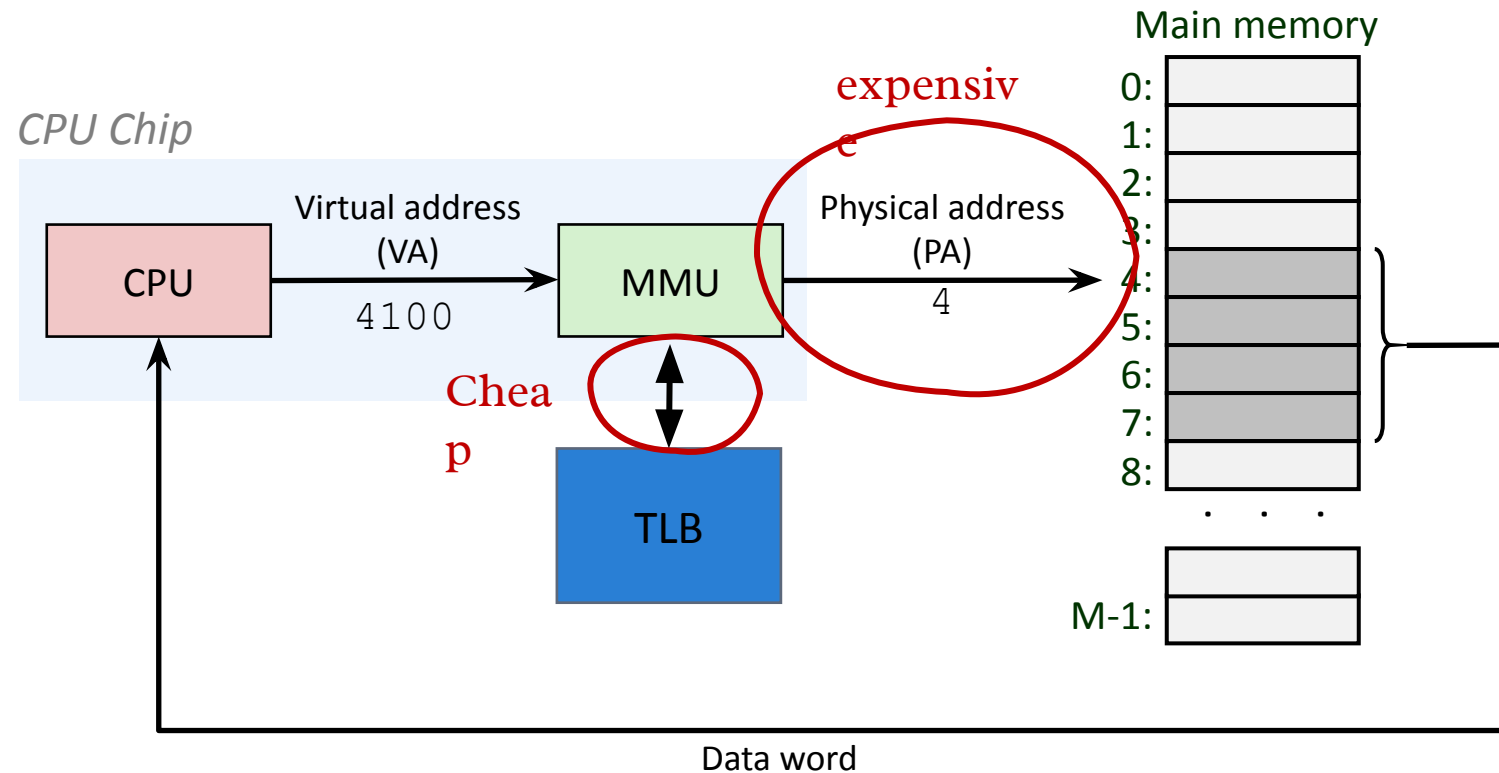 Main memory
expensiv
e
CPU Chip
0:
1:
2:
3:
4:
5:
6:
7:
8:
. . .
M-1:
Virtual address
(VA)
4100
Physical address
(PA)
4
CPU
MMU
Chea
p
TLB
Data word